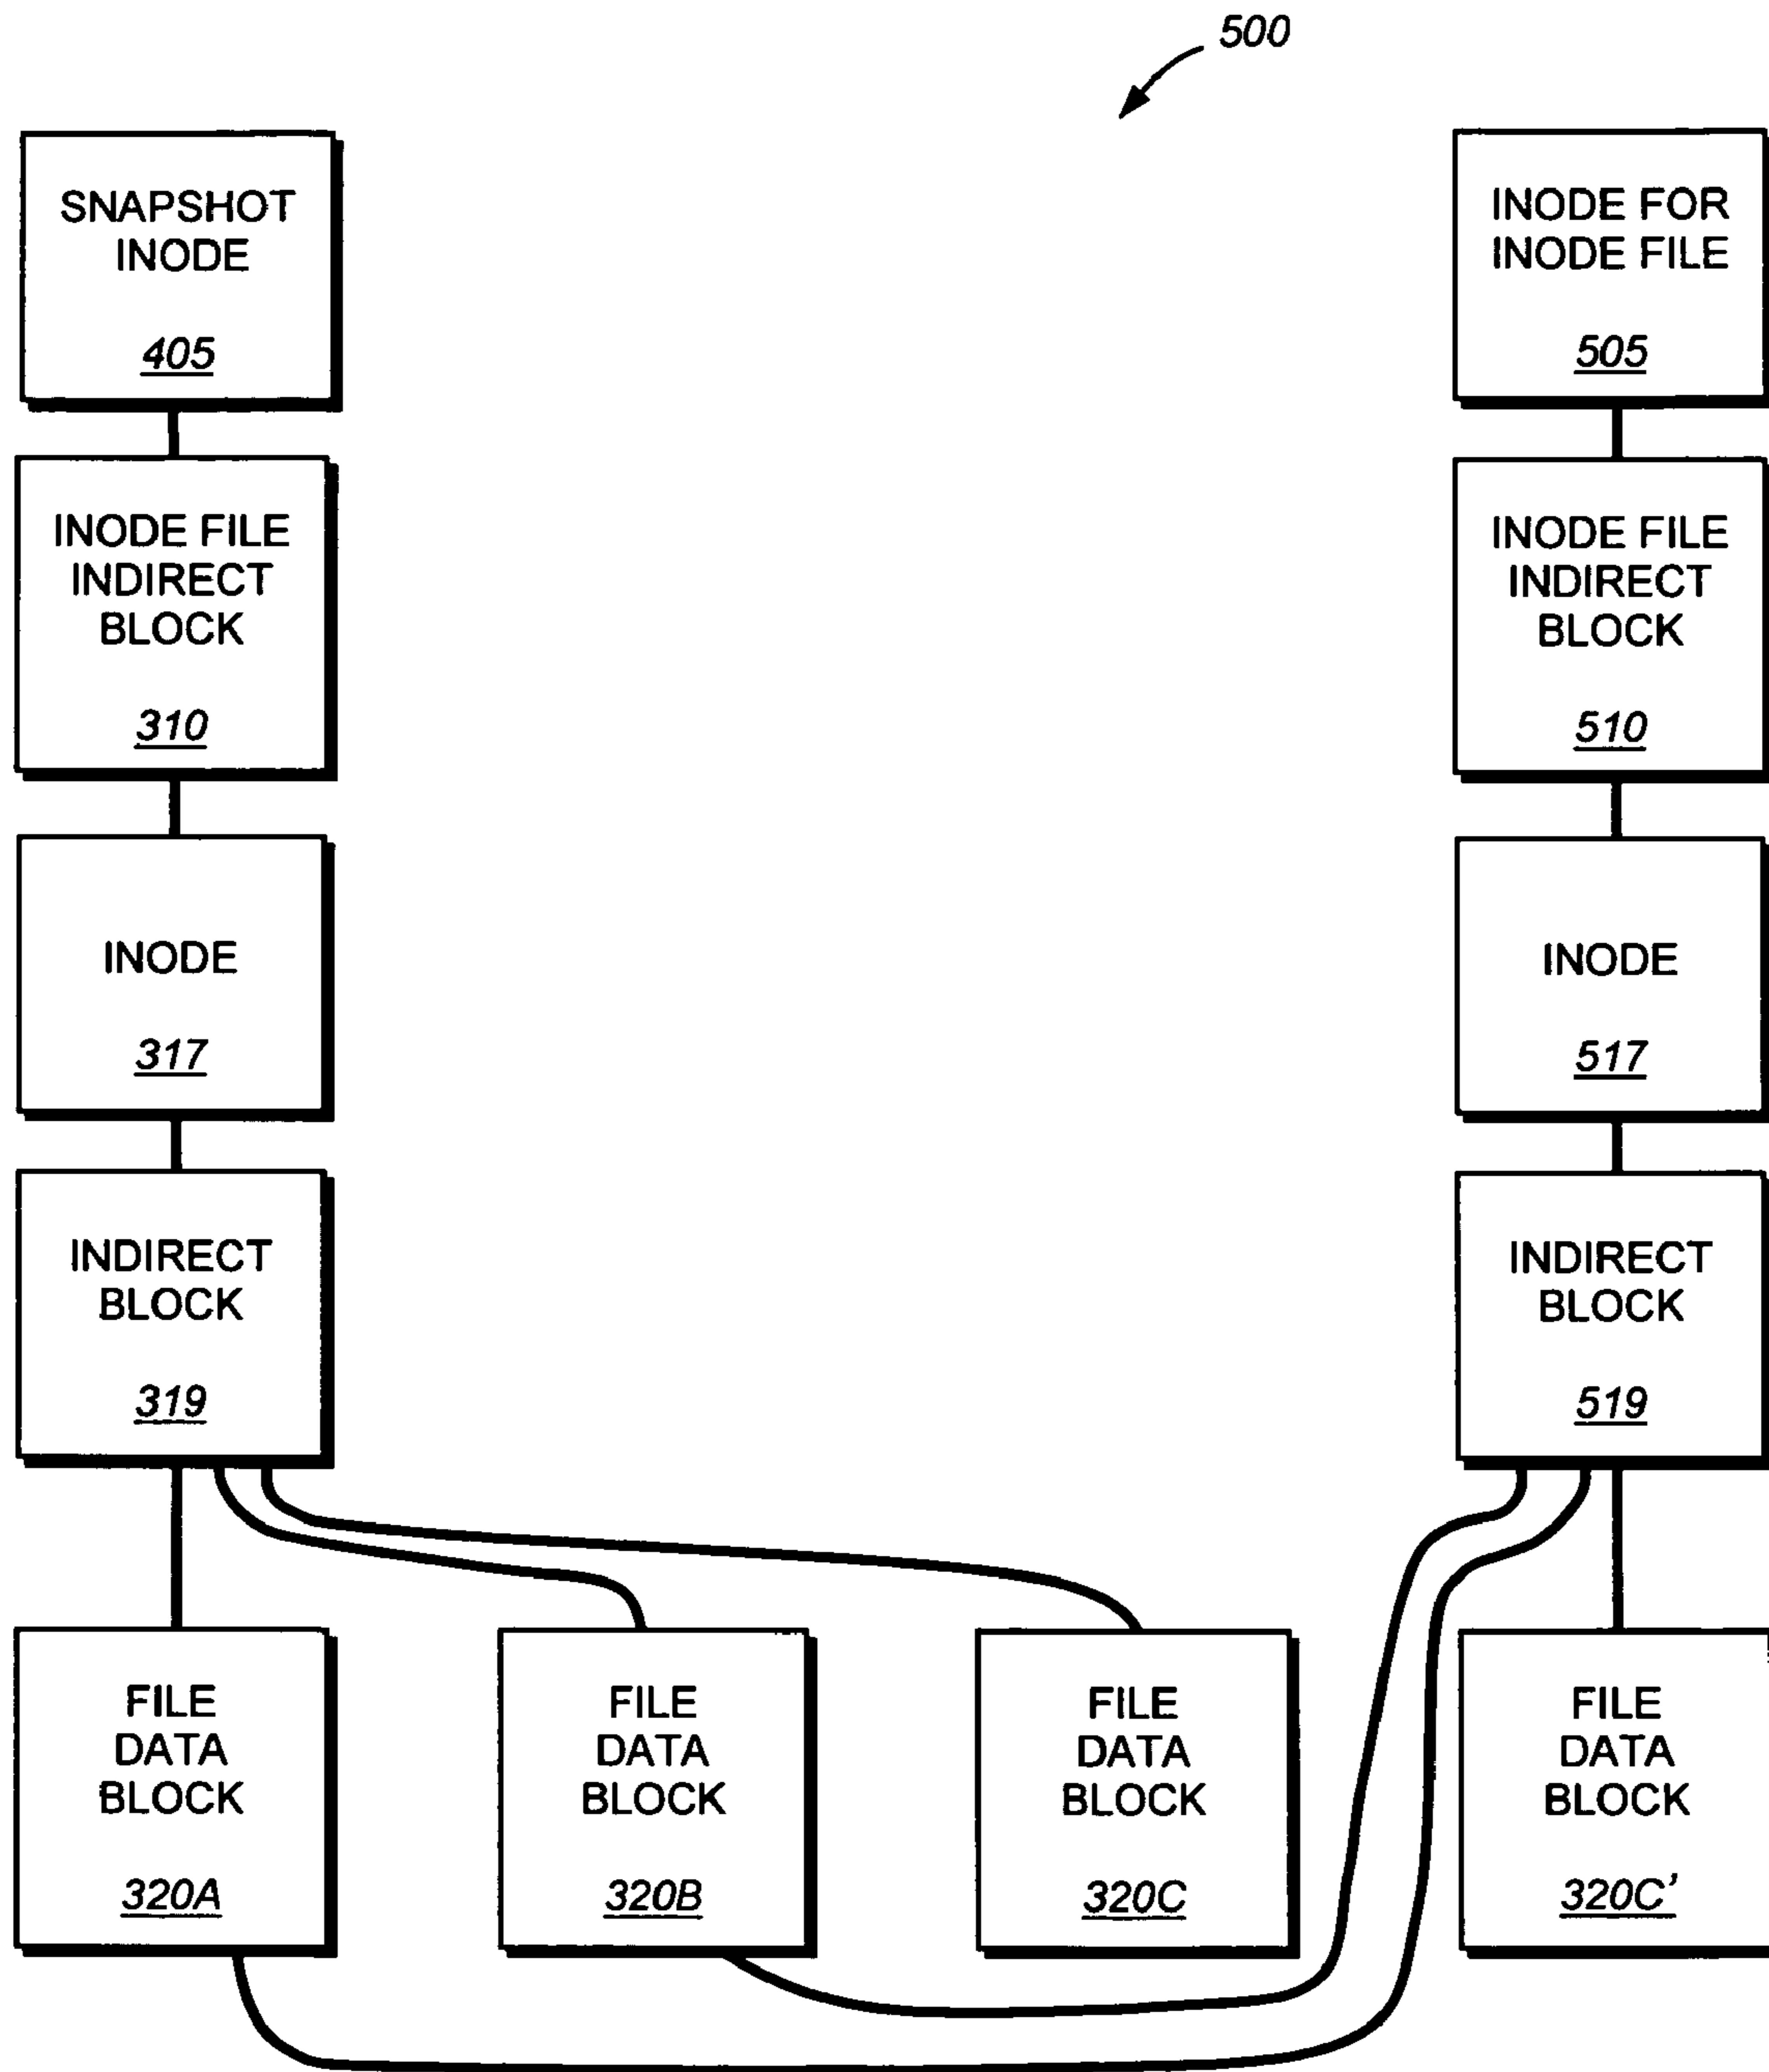 500
SNAPSHOT
INODE
405
INODE FOR
INODE FILE
505
INODE FILE
INDIRECT
BLOCK
310
INODE FILE
INDIRECT
BLOCK
510
INODE
317
INODE
517
INDIRECT
BLOCK
319
INDIRECT
BLOCK
519
FILE
DATA
BLOCK
320A
FILE
DATA
BLOCK
320B
FILE
DATA
BLOCK
320C
FILE
DATA
BLOCK
320C'